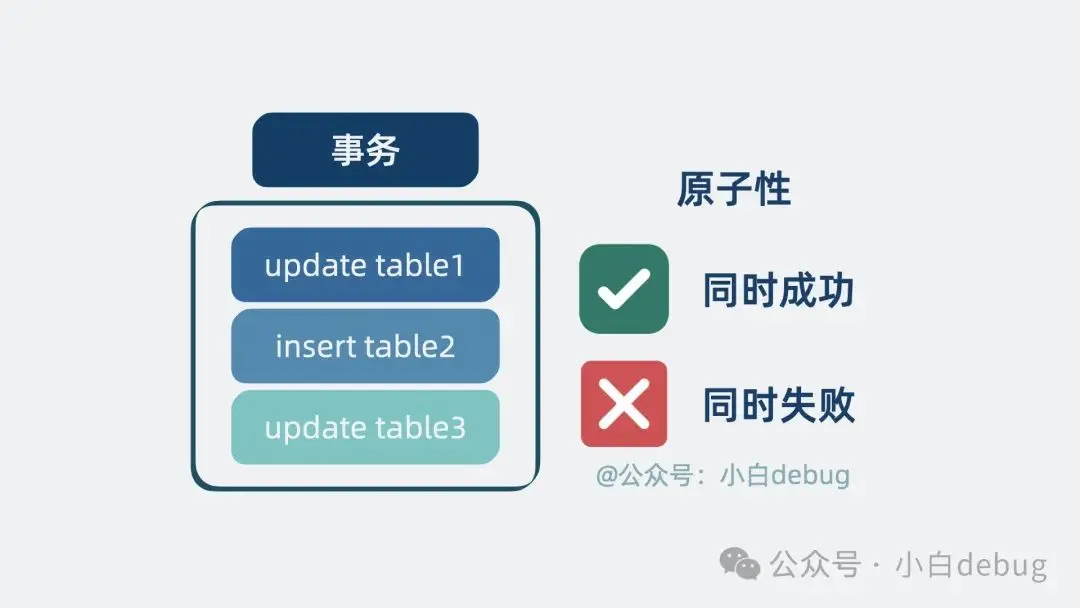 事务
update table1
insert table2
update table3
原子性
同时成功
同时失败
@公众号：小白debug
公众号 · 小白debug